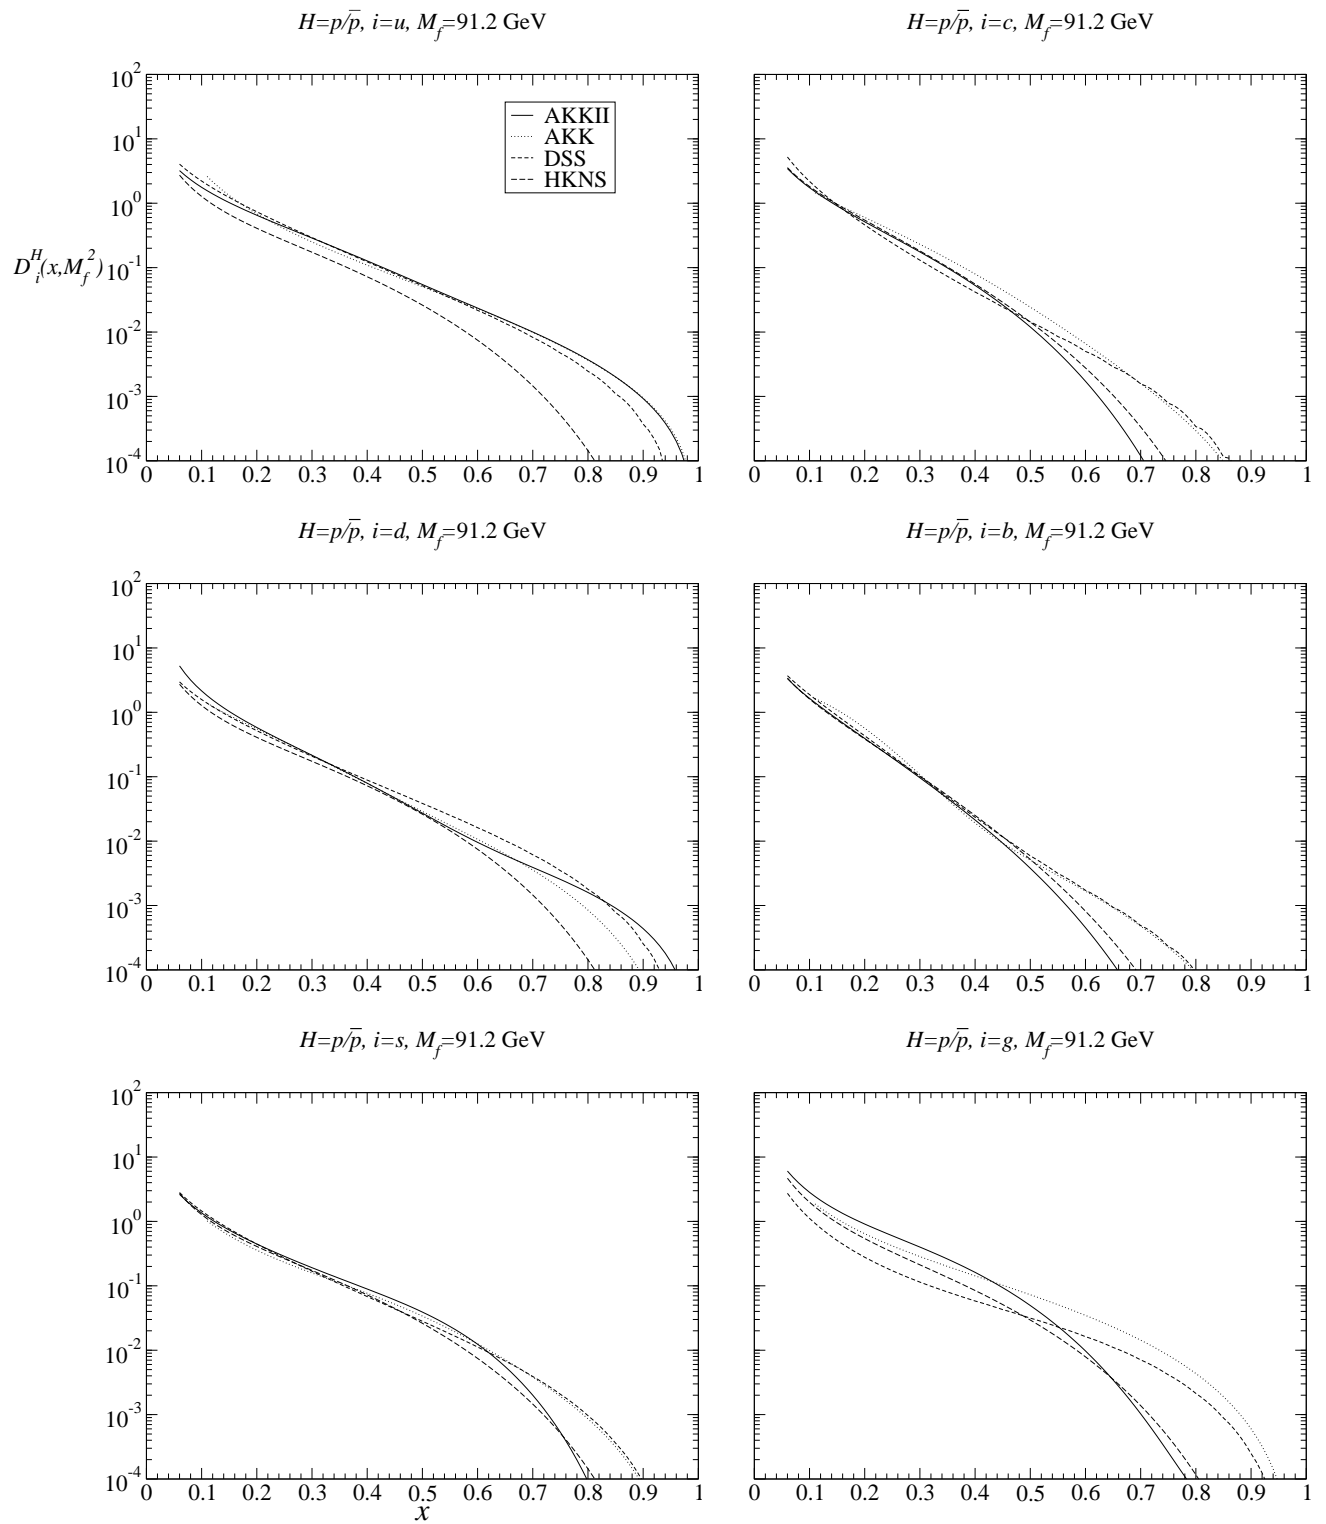 H=p/p̅, i=u, M_f=91.2 GeV
H=p/p̅, i=c, M_f=91.2 GeV
10^2
10^1
10^0
D_i^H(x,M_f^2) 10^-1
10^-2
10^-3
10^-4
AKKII
AKK
DSS
HKNS
0 0.1 0.2 0.3 0.4 0.5 0.6 0.7 0.8 0.9 1
0 0.1 0.2 0.3 0.4 0.5 0.6 0.7 0.8 0.9 1
H=p/p̅, i=d, M_f=91.2 GeV
H=p/p̅, i=b, M_f=91.2 GeV
10^2
10^1
10^0
10^-1
10^-2
10^-3
10^-4
0 0.1 0.2 0.3 0.4 0.5 0.6 0.7 0.8 0.9 1
0 0.1 0.2 0.3 0.4 0.5 0.6 0.7 0.8 0.9 1
H=p/p̅, i=s, M_f=91.2 GeV
H=p/p̅, i=g, M_f=91.2 GeV
10^2
10^1
10^0
10^-1
10^-2
10^-3
10^-4
0 0.1 0.2 0.3 0.4 0.5 0.6 0.7 0.8 0.9 1
x
0 0.1 0.2 0.3 0.4 0.5 0.6 0.7 0.8 0.9 1